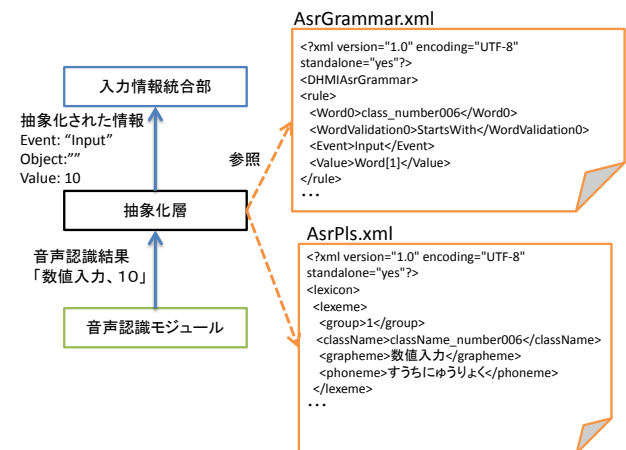 AsrGrammar.xml
<?xml version="1.0" encoding="UTF-8"
standalone="yes"?>
<DHMIAsrGrammar>
<rule>
<Word0>class_number006</Word0>
<WordValidation0>StartsWith</WordValidation0>
<Event>Input</Event>
<Value>Word[1]</Value>
</rule>
・・・
入力情報統合部
抽象化された情報
Event: “Input”
Object:””
Value: 10
参照
抽象化層
音声認識結果
「数値入力、１０」
音声認識モジュール
AsrPls.xml
<?xml version="1.0" encoding="UTF-8"
standalone="yes"?>
<lexicon>
<lexeme>
<group>1</group>
<className>className_number006</className>
<grapheme>数値入力</grapheme>
<phoneme>すうちにゅうりょく</phoneme>
</lexeme>
・・・